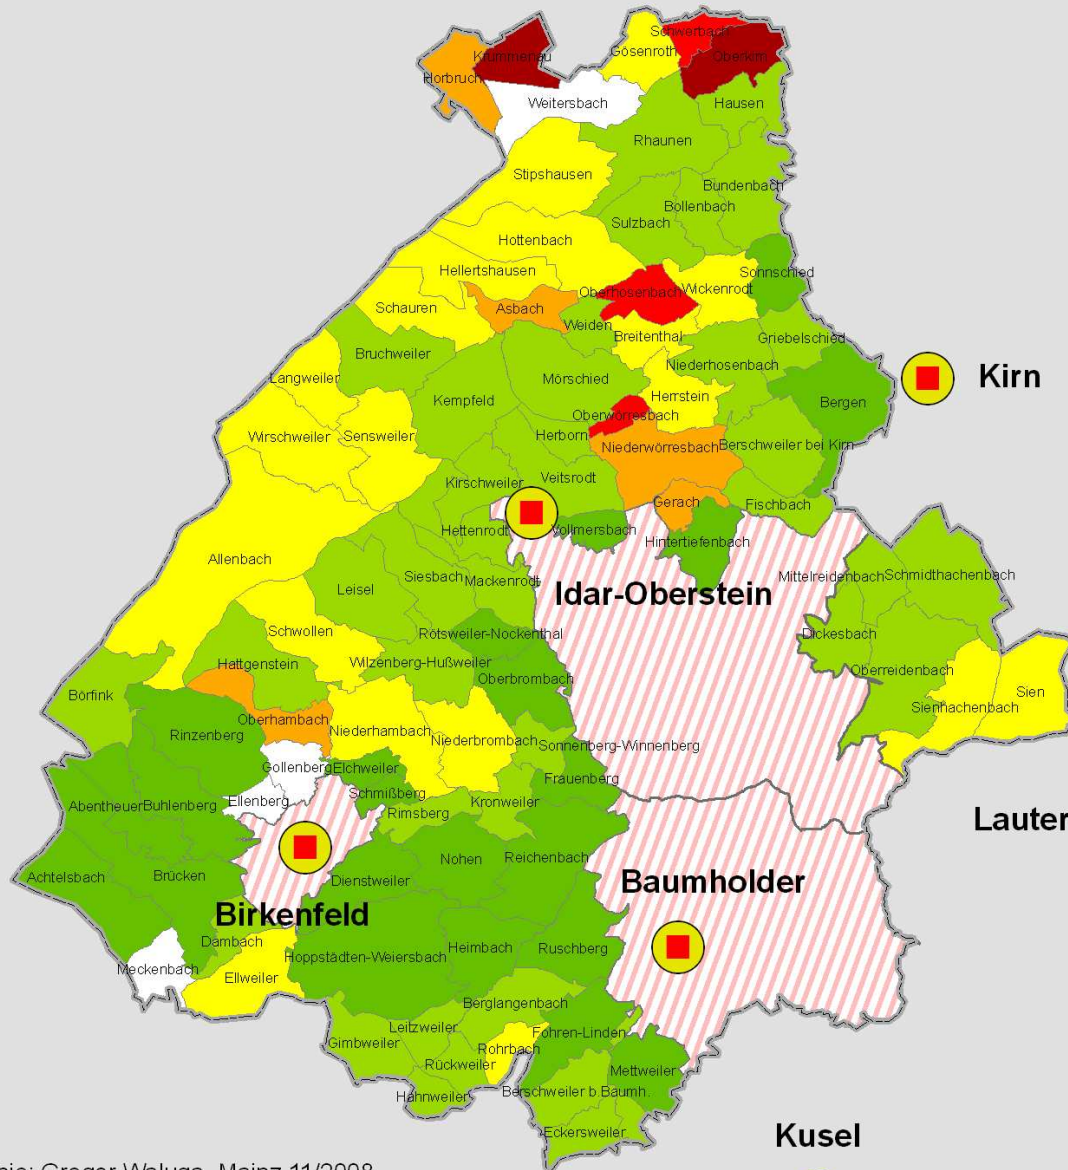 Schwerbach
Gösenroth
Krummenau
Oberkirn
Horbruch
Weitersbach
Hausen
Rhaunen
Stipshausen
Bundenbach
Bollenbach
Sulzbach
Hottenbach
Hellertshausen
Sonnschied
Oberhosenbach
Wickenrodt
Schauren
Asbach
Weiden
Breitenthal
Griebelschied
Bruchweiler
Niederhosenbach
Langweiler
Mörschied
Kirn
Kempfeld
Herrstein
Bergen
Oberwörresbach
Wirschweiler
Sensweiler
Herborn
Niederwörresbach
Berschweiler bei Kirn
Kirschweiler
Veitsrodt
Gerach
Fischbach
Hettenrodt
Vollmersbach
Hintertiefenbach
Allenbach
Siesbach
Mackenrodt
Mittelreidenbach
Schmidthachenbach
Leisel
Idar-Oberstein
Schwollen
Rötsweiler-Nockenthal
Dickesbach
Hattgenstein
Wilzenberg-Hußweiler
Oberbrombach
Oberreidenbach
Börfink
Sien
Sienhachenbach
Oberhambach
Niederhambach
Rinzenberg
Niederbrombach
Sonnenberg-Winnenberg
Gollenberg
Elchweiler
Frauenberg
Schmißberg
Ellenberg
Kronweiler
Abentheuer
Buhlenberg
Rimsberg
Lauter
Nohen
Reichenbach
Achtelsbach
Brücken
Dienstweiler
Baumholder
Birkenfeld
Dambach
Heimbach
Ruschberg
Hoppstädten-Weiersbach
Meckenbach
Ellweiler
Berglangenbach
Leitzweiler
Fohren-Linden
Gimbweiler
Rohrbach
Rückweiler
Mettweiler
Berschweiler b.Baumh.
Hahnweiler
Eckersweiler
Kusel
Gregor Waluga, Mainz 11/2008